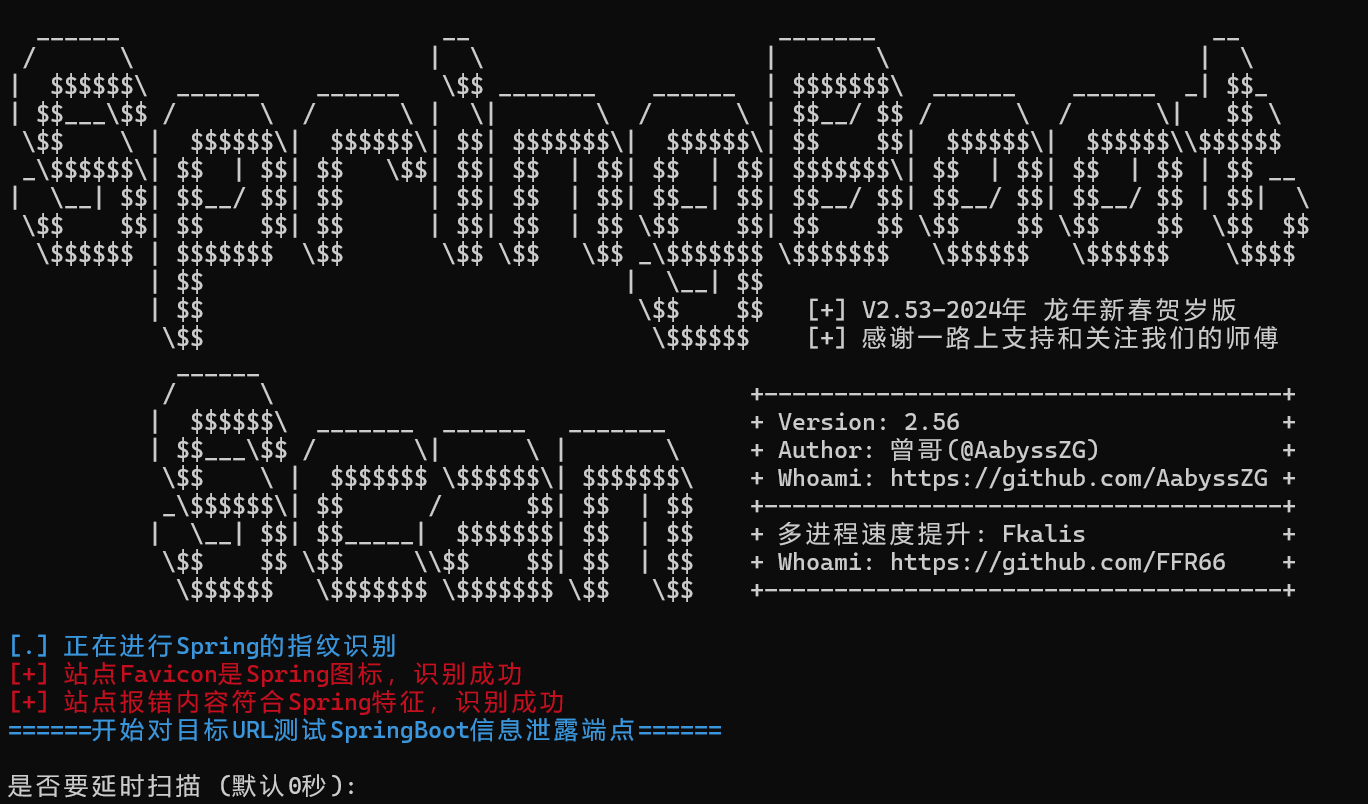 SpringBoot
[+] V2.53-2024年 龙年新春贺岁版
[+] 感谢一路上支持和关注我们的师傅
Scan
+-------------------------------------+
+ Version: 2.56 +
+ Author: 曾哥(@AabyssZG) +
+ Whoami: https://github.com/AabyssZG +
+-------------------------------------+
+ 多进程速度提升: Fkalis +
+ Whoami: https://github.com/FFR66 +
+-------------------------------------+
[.] 正在进行Spring的指纹识别
[+] 站点Favicon是Spring图标，识别成功
[+] 站点报错内容符合Spring特征，识别成功
======开始对目标URL测试SpringBoot信息泄露端点======
是否要延时扫描 (默认0秒):